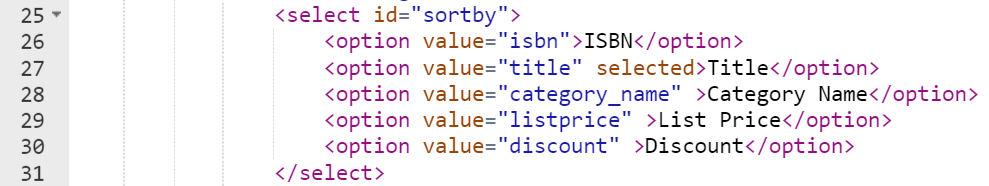 25 <select id="sortby">
26 <option value="isbn">ISBN</option>
27 <option value="title" selected>Title</option>
28 <option value="category_name" >Category Name</option>
29 <option value="listprice" >List Price</option>
30 <option value="discount" >Discount</option>
31 </select>